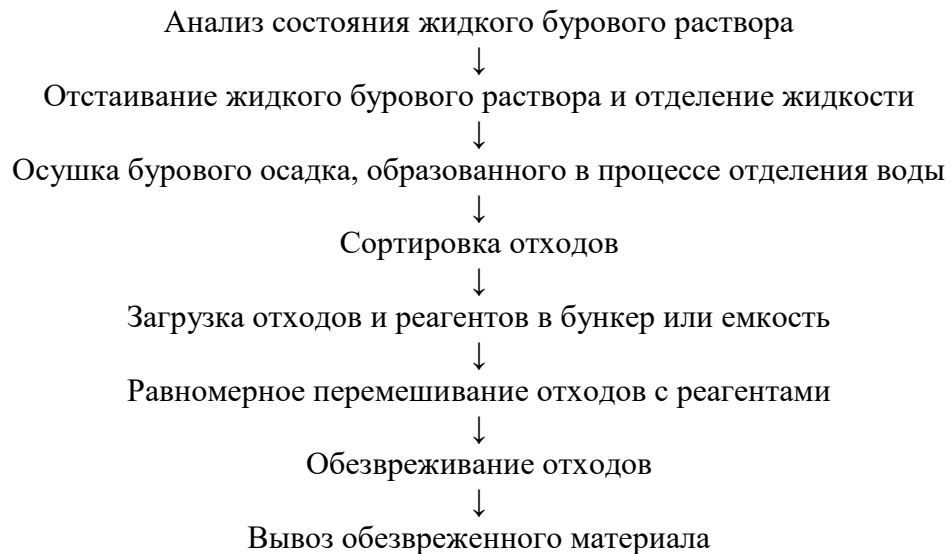 Анализ состояния жидкого бурового раствора
↓
Отстаивание жидкого бурового раствора и отделение жидкости
↓
Осушка бурового осадка, образованного в процессе отделения воды
↓
Сортировка отходов
↓
Загрузка отходов и реагентов в бункер или емкость
↓
Равномерное перемешивание отходов с реагентами
↓
Обезвреживание отходов
↓
Вывоз обезвреженного материала